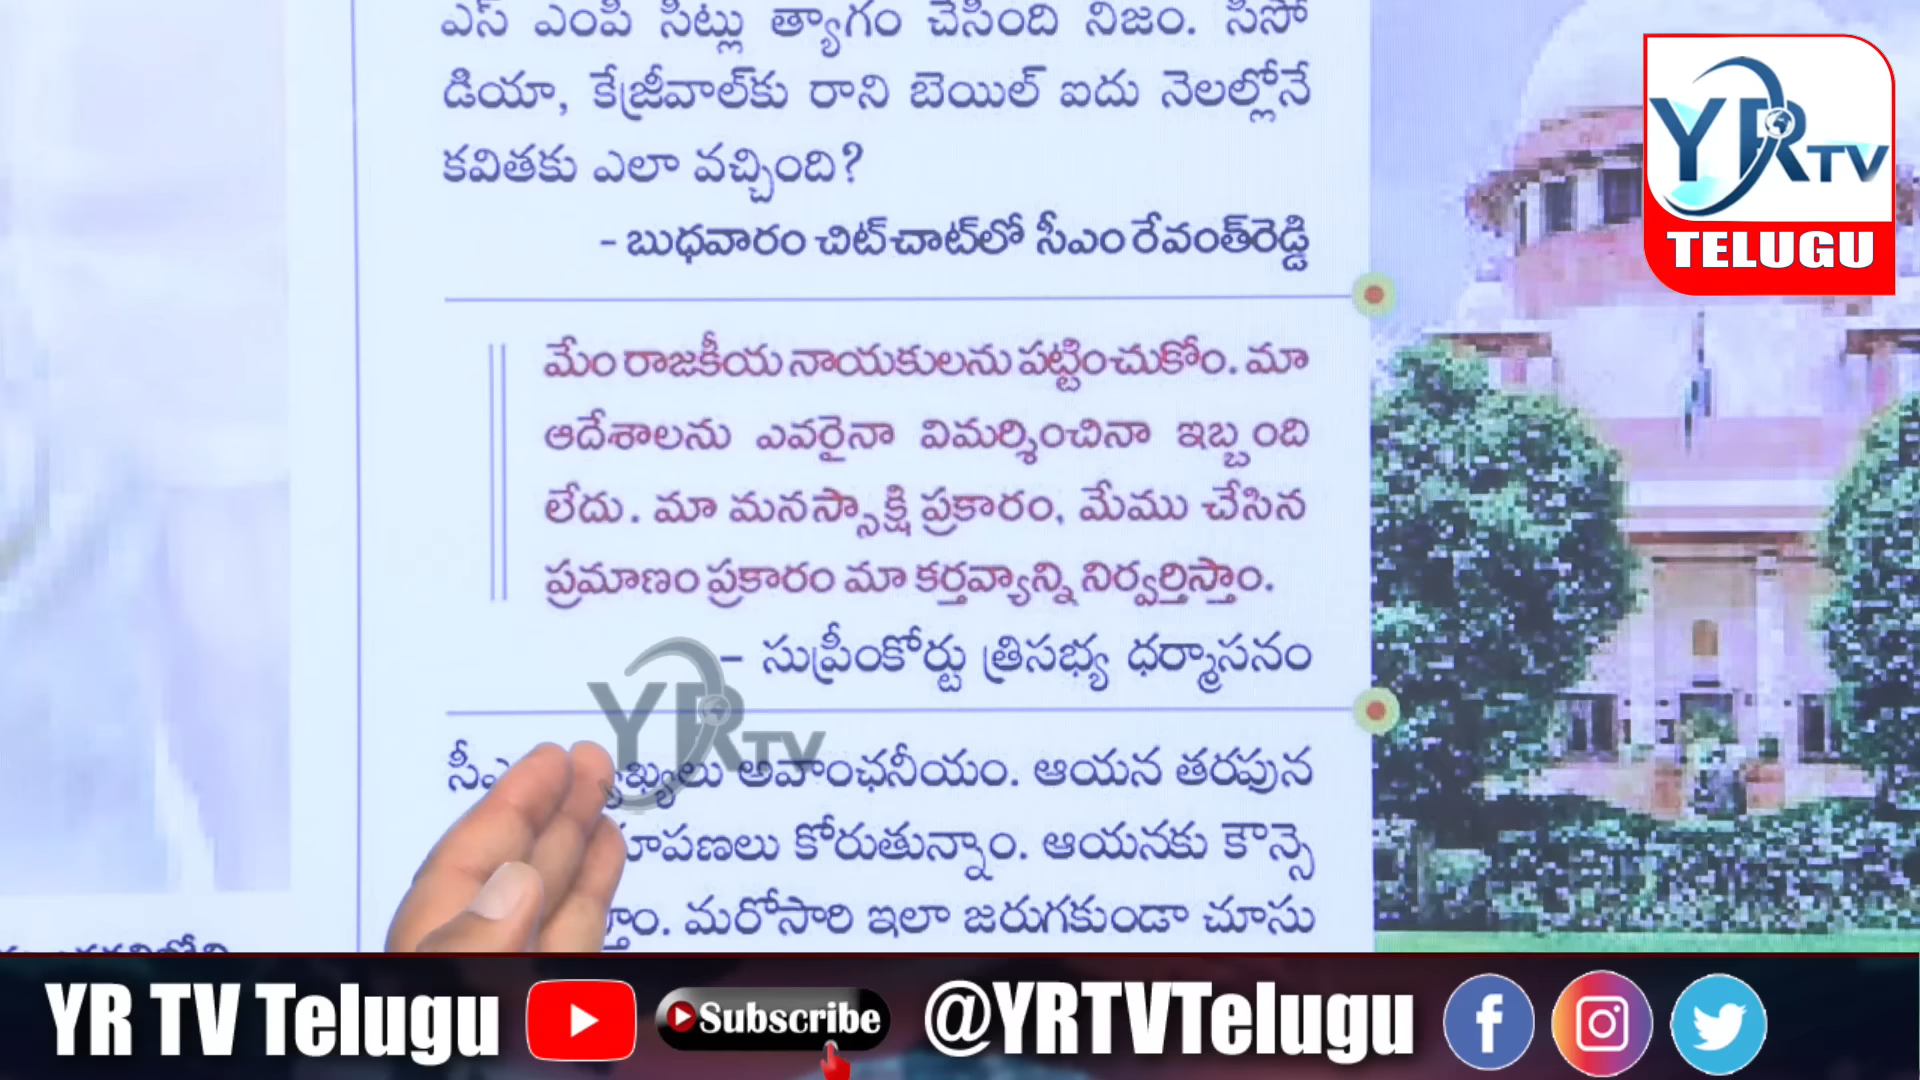 ఎస్ ఎంపీ సీట్లు త్యాగం చేసింది నిజం. సిసో
డియా, కేజ్రీవాల్‌కు రాని బెయిల్ ఐదు నెలల్లోనే
కవితకు ఎలా వచ్చింది?
- బుధవారం చిట్‌చాట్‌లో సీఎం రేవంత్‌రెడ్డి
మేం రాజకీయ నాయకులను పట్టించుకోం. మా
ఆదేశాలను ఎవరైనా విమర్శించినా ఇబ్బంది
లేదు. మా మనస్సాక్షి ప్రకారం, మేము చేసిన
ప్రమాణం ప్రకారం మా కర్తవ్యాన్ని నిర్వర్తిస్తాం.
- సుప్రీంకోర్టు త్రిసభ్య ధర్మాసనం
అవాంఛనీయం. ఆయన తరఫున
కోరుతున్నాం. ఆయనకు కౌన్సె
మరోసారి ఇలా జరుగకుండా చూసు
YR TV
TELUGU
YR TV
YR TV Telugu
Subscribe
@YRTVTelugu